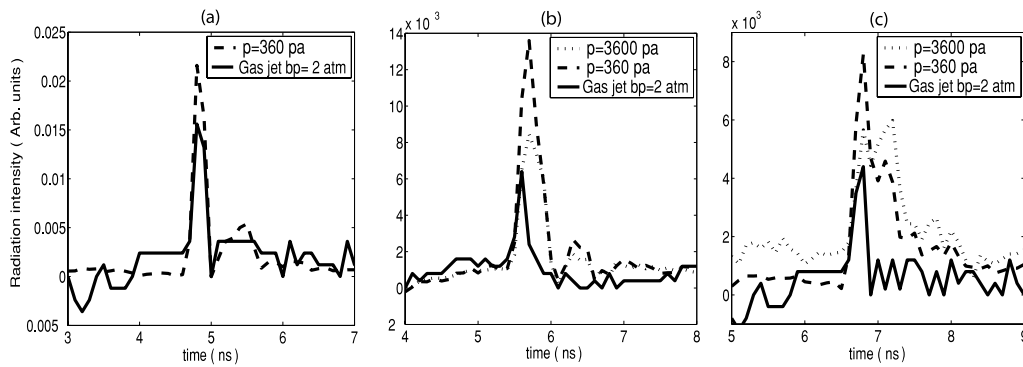 (a)
0.025
0.02
0.015
0.01
0.005
0
0.005
3
4
5
6
7
time ( ns )
Radiation intensity ( Arb. units )
p=360 pa
Gas jet bp= 2 atm
(b)
x 10 3
14
12
10
8
6
4
2
0
2
4
5
6
7
8
time ( ns )
p=3600 pa
p=360 pa
Gas jet bp=2 atm
(c)
x 10 3
8
6
4
2
0
5
6
7
8
9
time ( ns )
p=3600 pa
p=360 pa
Gas jet bp=2 atm